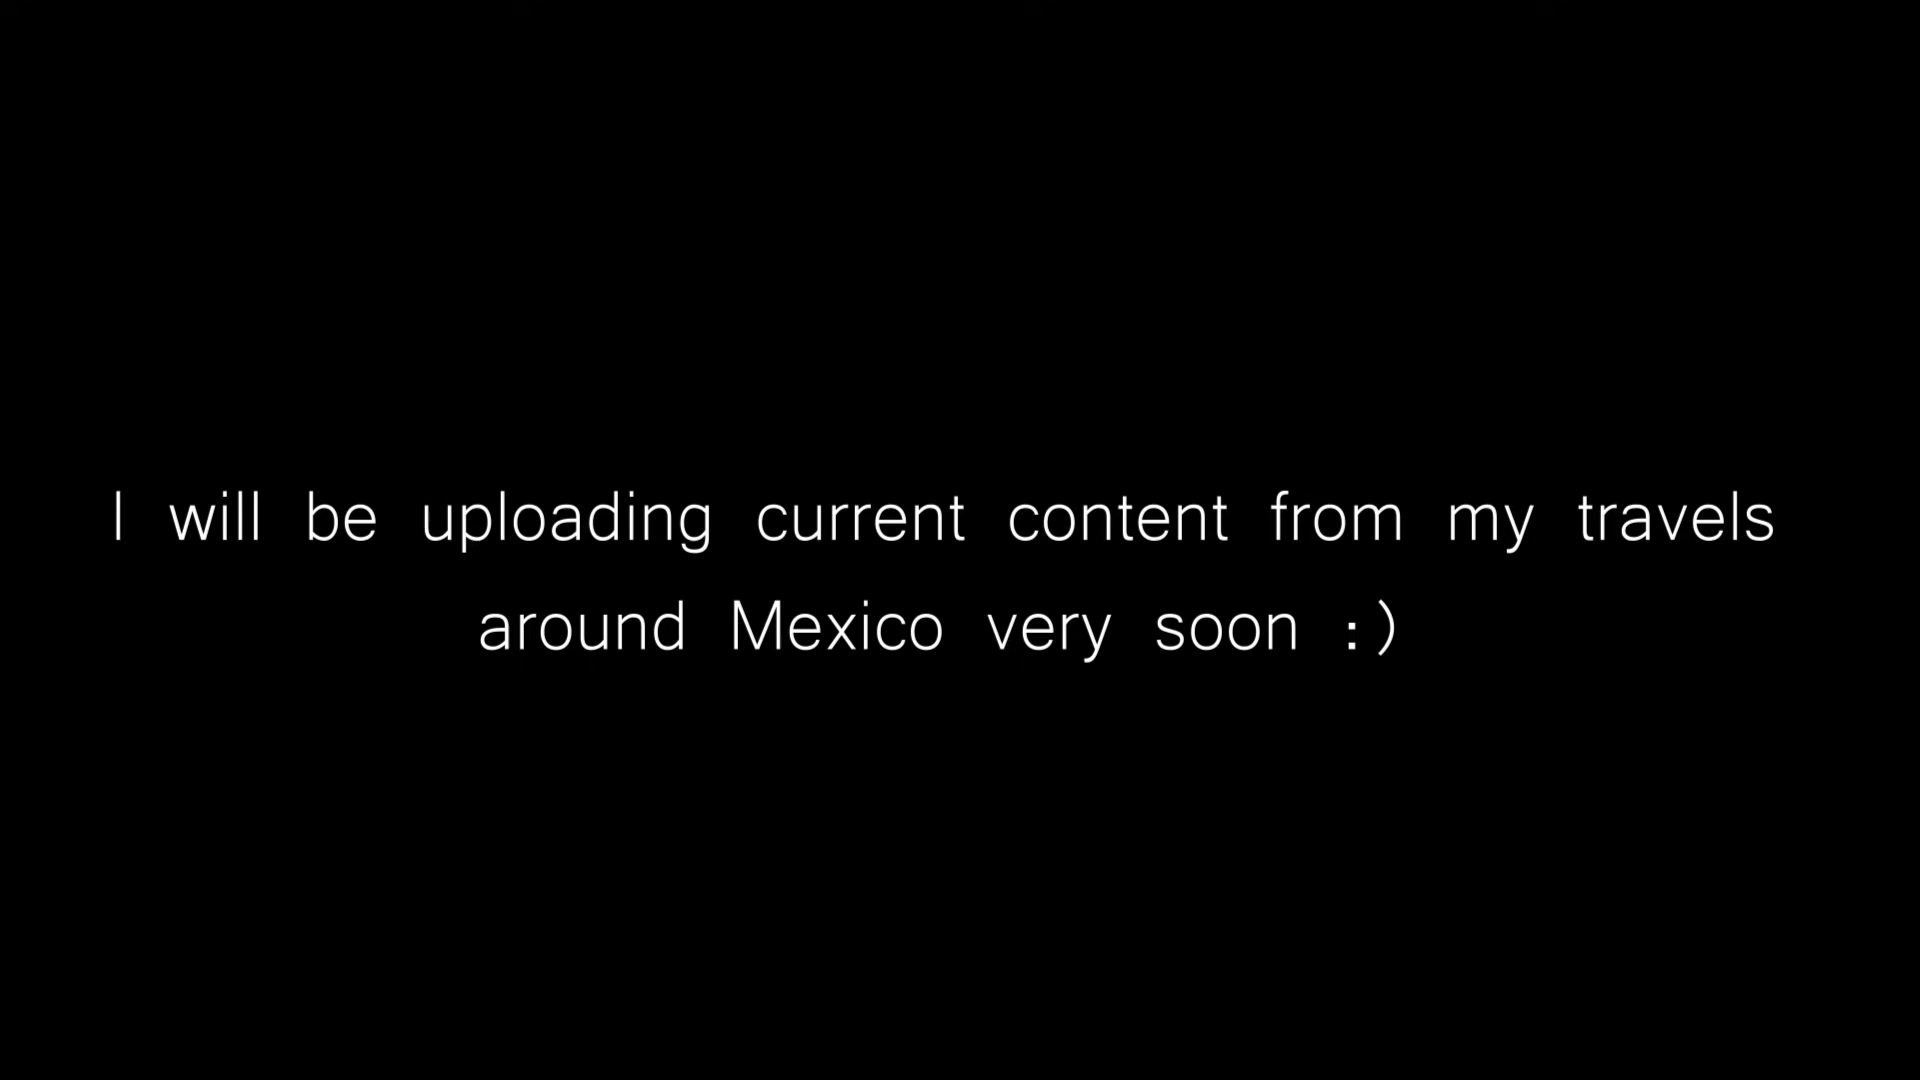 I will be uploading current content from my travels
around Mexico very soon :)